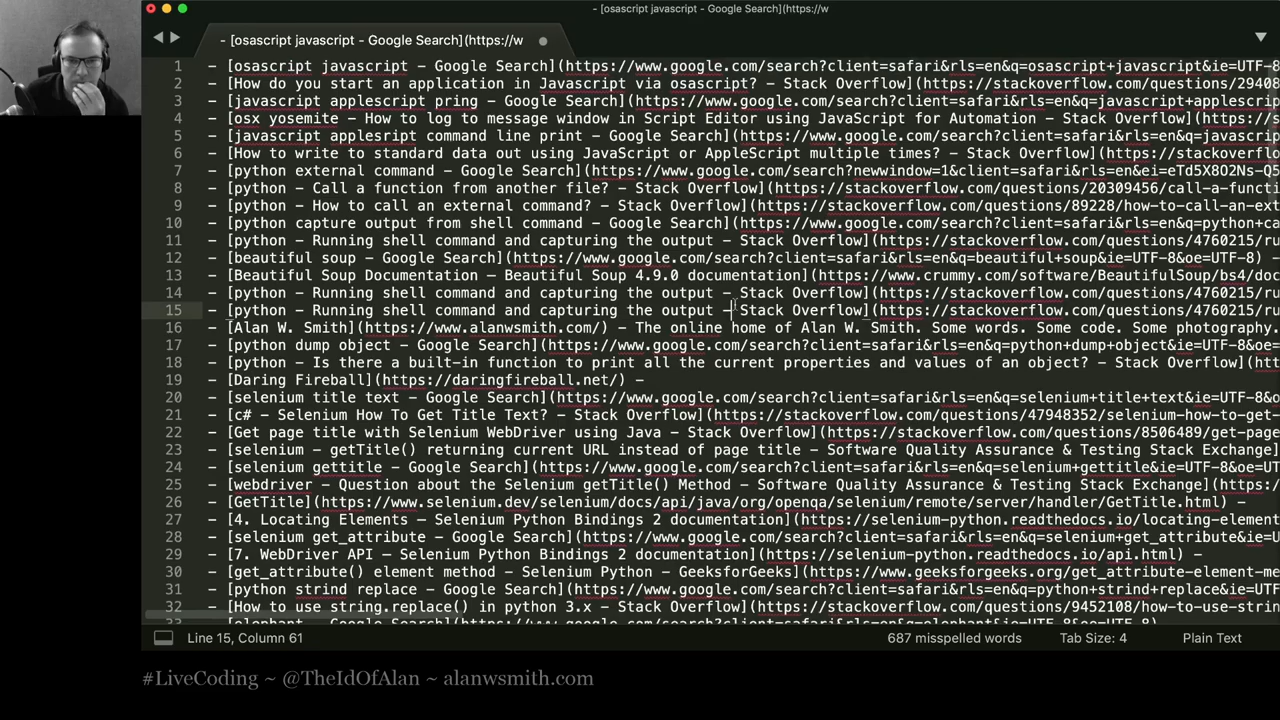 - [osascript javascript - Google Search](https://w
- [osascript javascript - Google Search](https://w
1 - [osascript javascript - Google Search](https://www.google.com/search?client=safari&rls=en&q=osascript+javascript&ie=UTF-8
2 - [How do you start an application in Javascript via osascript? - Stack Overflow](https://stackoverflow.com/questions/29408
3 - [javascript applescript pring - Google Search](https://www.google.com/search?client=safari&rls=en&q=javascript+applescrip
4 - [osx yosemite - How to log to message window in Script Editor using JavaScript for Automation - Stack Overflow](https://s
5 - [javascript applesript command line print - Google Search](https://www.google.com/search?client=safari&rls=en&q=javascrip
6 - [How to write to standard data out using JavaScript or AppleScript multiple times? - Stack Overflow](https://stackoverflo
7 - [python external command - Google Search](https://www.google.com/search?newwindow=1&client=safari&rls=en&ei=eTd5X8O2Ns-Q5
8 - [python - Call a function from another file? - Stack Overflow](https://stackoverflow.com/questions/20309456/call-a-functi
9 - [python - How to call an external command? - Stack Overflow](https://stackoverflow.com/questions/89228/how-to-call-an-ext
10 - [python capture output from shell command - Google Search](https://www.google.com/search?client=safari&rls=en&q=python+ca
11 - [python - Running shell command and capturing the output - Stack Overflow](https://stackoverflow.com/questions/4760215/ru
12 - [beautiful soup - Google Search](https://www.google.com/search?client=safari&rls=en&q=beautiful+soup&ie=UTF-8&oe=UTF-8) -
13 - [Beautiful Soup Documentation — Beautiful Soup 4.9.0 documentation](https://www.crummy.com/software/BeautifulSoup/bs4/doc
14 - [python - Running shell command and capturing the output - Stack Overflow](https://stackoverflow.com/questions/4760215/ru
15 - [python - Running shell command and capturing the output - Stack Overflow](https://stackoverflow.com/questions/4760215/ru
16 - [Alan W. Smith](https://www.alanwsmith.com/) - The online home of Alan W. Smith. Some words. Some code. Some photography.
17 - [python dump object - Google Search](https://www.google.com/search?client=safari&rls=en&q=python+dump+object&ie=UTF-8&oe=
18 - [python - Is there a built-in function to print all the current properties and values of an object? - Stack Overflow](
19 - [Daring Fireball](https://daringfireball.net/) -
20 - [selenium title text - Google Search](https://www.google.com/search?client=safari&rls=en&q=selenium+title+text&ie=UTF-8&o
21 - [c# - Selenium How To Get Title Text? - Stack Overflow](https://stackoverflow.com/questions/47948352/selenium-how-to-get-
22 - [Get page title with Selenium WebDriver using Java - Stack Overflow](https://stackoverflow.com/questions/8506489/get-page
23 - [selenium - getTitle() returning current URL instead of page title - Software Quality Assurance & Testing Stack Exchange]
24 - [selenium gettitle - Google Search](https://www.google.com/search?client=safari&rls=en&q=selenium+gettitle&ie=UTF-8&oe=UT
25 - [webdriver - Question about the Selenium getTitle() Method - Software Quality Assurance & Testing Stack Exchange](https:/
26 - [GetTitle](https://www.selenium.dev/selenium/docs/api/java/org/openqa/selenium/remote/server/handler/GetTitle.html) -
27 - [4. Locating Elements — Selenium Python Bindings 2 documentation](https://selenium-python.readthedocs.io/locating-element
28 - [selenium get_attribute - Google Search](https://www.google.com/search?client=safari&rls=en&q=selenium+get_attribute&ie=U
29 - [7. WebDriver API — Selenium Python Bindings 2 documentation](https://selenium-python.readthedocs.io/api.html) -
30 - [get_attribute() element method - Selenium Python - GeeksforGeeks](https://www.geeksforgeeks.org/get_attribute-element-me
31 - [python strind replace - Google Search](https://www.google.com/search?client=safari&rls=en&q=python+strind+replace&ie=UTF
32 - [How to use string.replace() in python 3.x - Stack Overflow](https://stackoverflow.com/questions/9452108/how-to-use-strin
33 - [elephant - Google Search](https://www.google.com/search?client=safari&rls=en&q=elephant&ie=UTF-8&oe=UTF-8)
Line 15, Column 61 687 misspelled words Tab Size: 4 Plain Text
#LiveCoding ~ @TheIdOfAlan ~ alanwsmith.com